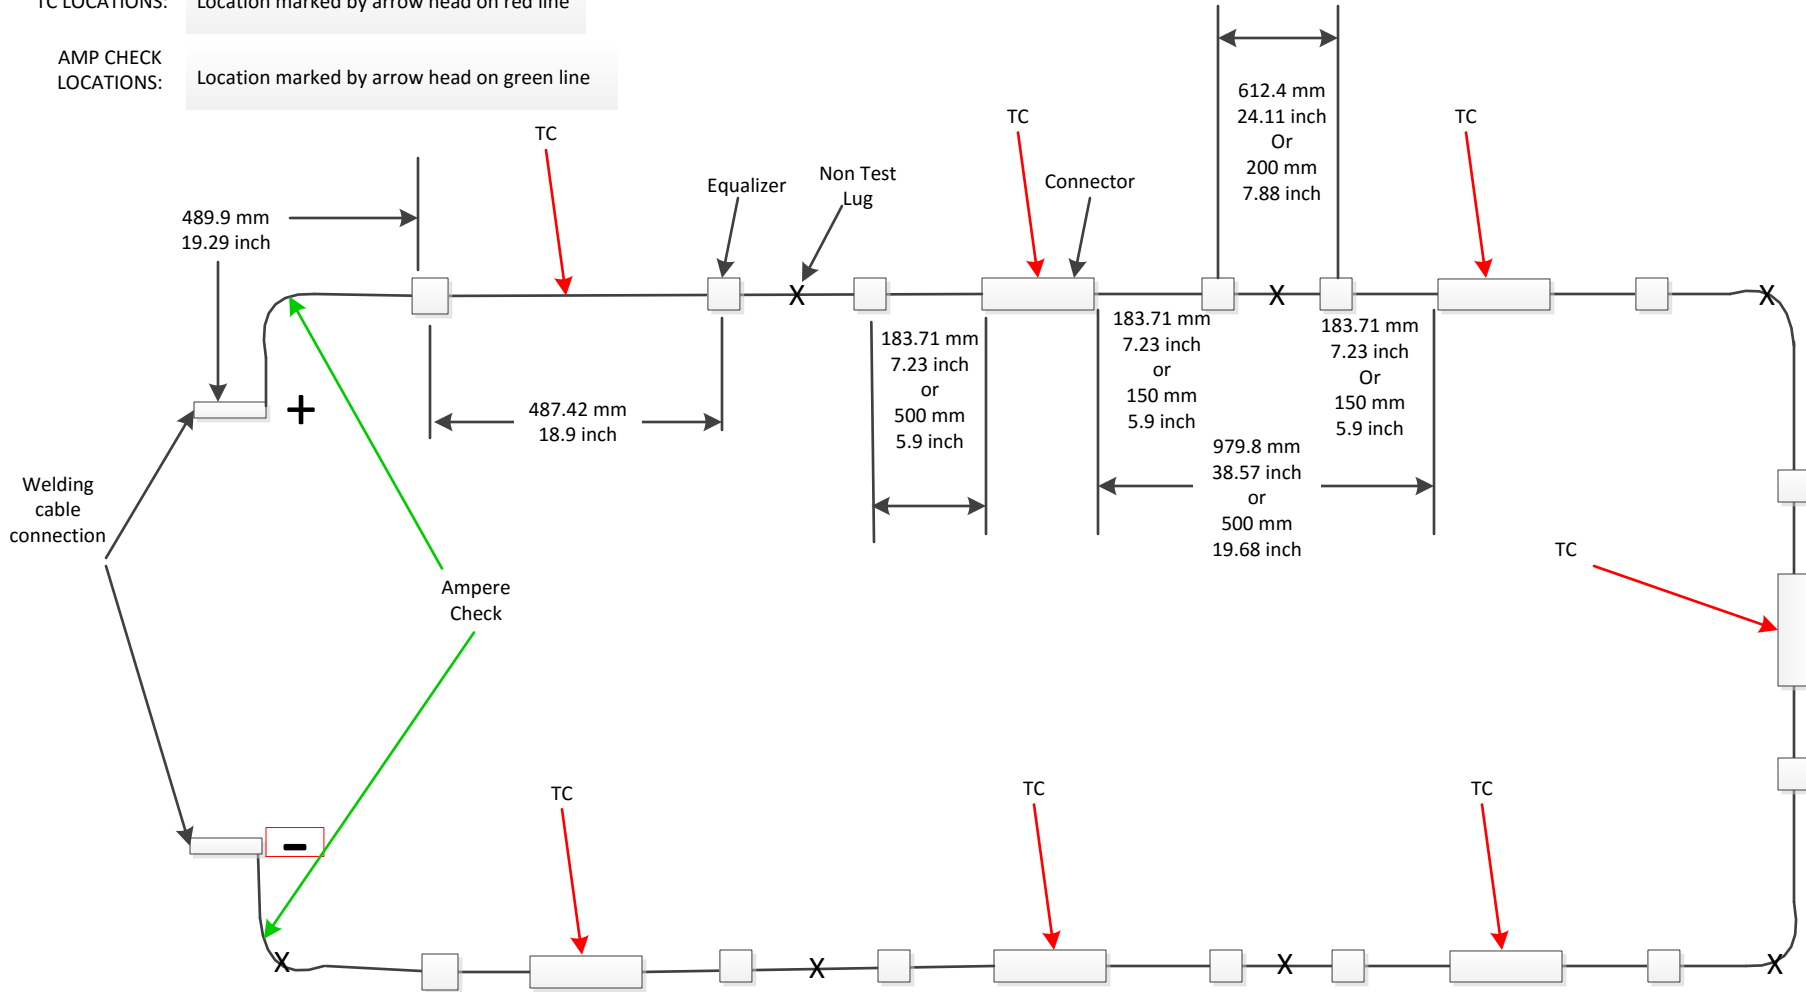 TC LOCATIONS:
Location marked by arrow head on red line
AMP CHECK
LOCATIONS:
Location marked by arrow head on green line
612.4 mm
24.11 inch
Or
200 mm
7.88 inch
TC
TC
TC
Equalizer
Non Test
Lug
Connector
489.9 mm
19.29 inch
X
X
X
183.71 mm
7.23 inch
or
500 mm
5.9 inch
183.71 mm
7.23 inch
or
150 mm
5.9 inch
183.71 mm
7.23 inch
Or
150 mm
5.9 inch
+
487.42 mm
18.9 inch
979.8 mm
38.57 inch
or
500 mm
19.68 inch
Welding
cable
connection
TC
Ampere
Check
TC
TC
TC
-
X
X
X
X